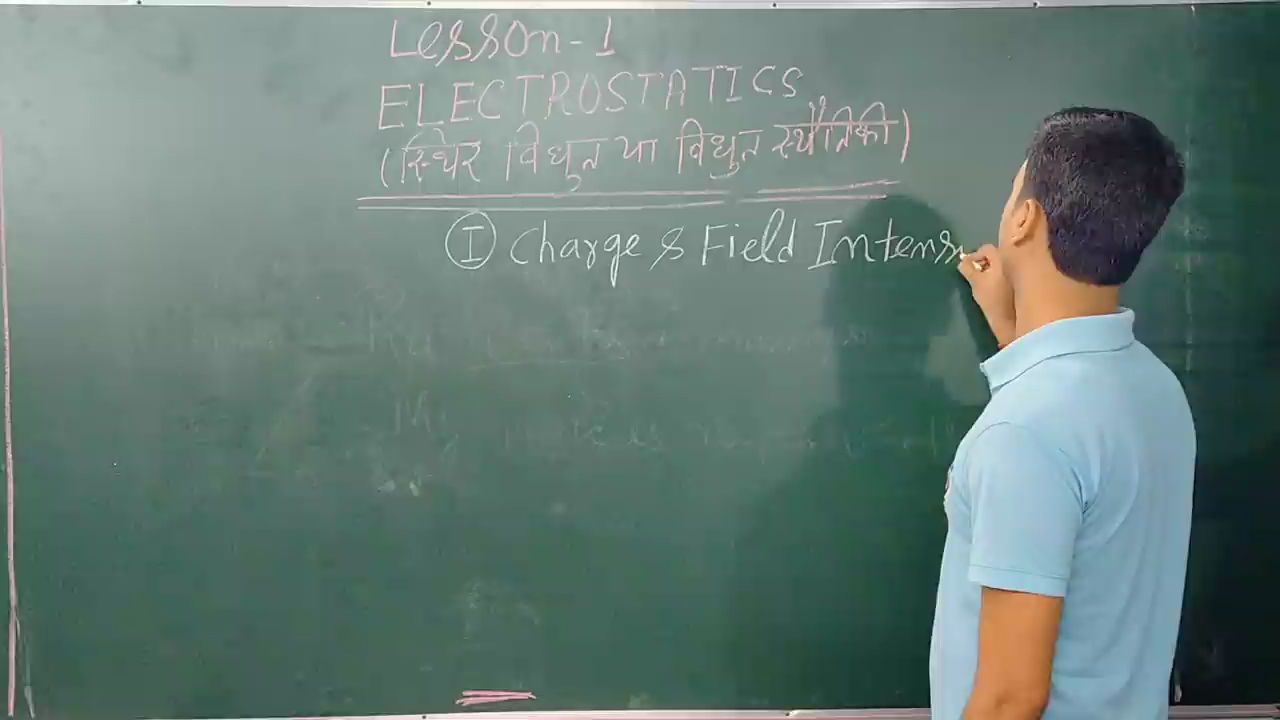 Lesson-1
ELECTROSTATICS
(स्थिर विधुत या विधुत स्थैतिकी)
I Charge & Field Intens